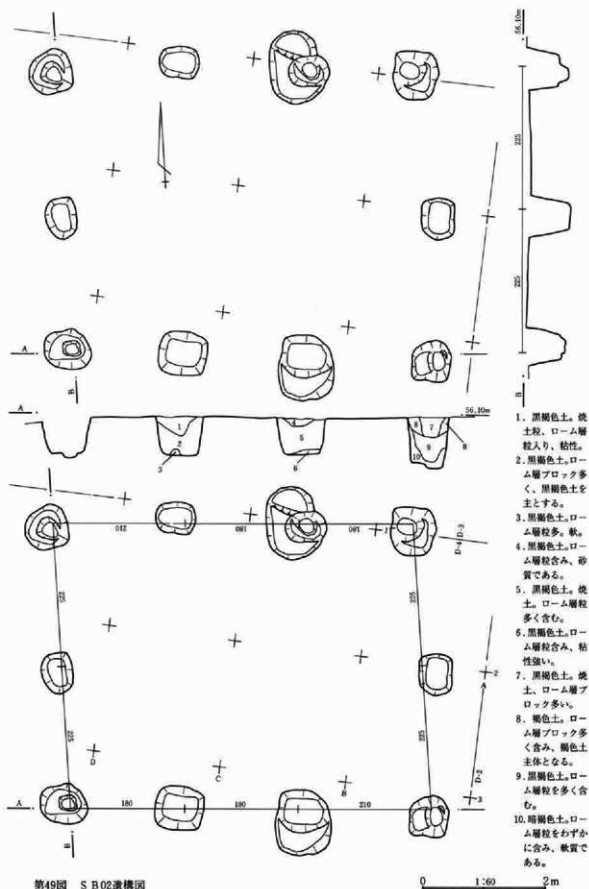 56.10m
225
225
B
A
B
A
56.10m
1
2
3
4
5
6
8
7
8
9
10
1. 黒褐色土。焼
土粒、ローム層
粒入り、粘性。
2. 黒褐色土。ロー
ム層ブロック多
く、黒褐色土を
主とする。
3. 黒褐色土。ロー
ム層粒多。軟。
4. 黒褐色土。ロー
ム層粒含み、砂
質である。
5. 黒褐色土。焼
土。ローム層粒
多く含む。
6. 黒褐色土。ロー
ム層粒含み、粘
性強い。
7. 黒褐色土。焼
土、ローム層ブ
ロック多い。
8. 褐色土。ロー
ム層ブロック多
く含み、褐色土
主体となる。
9. 黒褐色土。ロー
ム層粒を多く含
む。
10. 暗褐色土。ロー
ム層粒をわずか
に含み、軟質で
ある。
210
180
180
1
D-4
D-3
225
225
225
225
2
A
D
C
B
D-2
3
A
180
180
210
B
第49図 SB02遺構図
0 1:60 2m